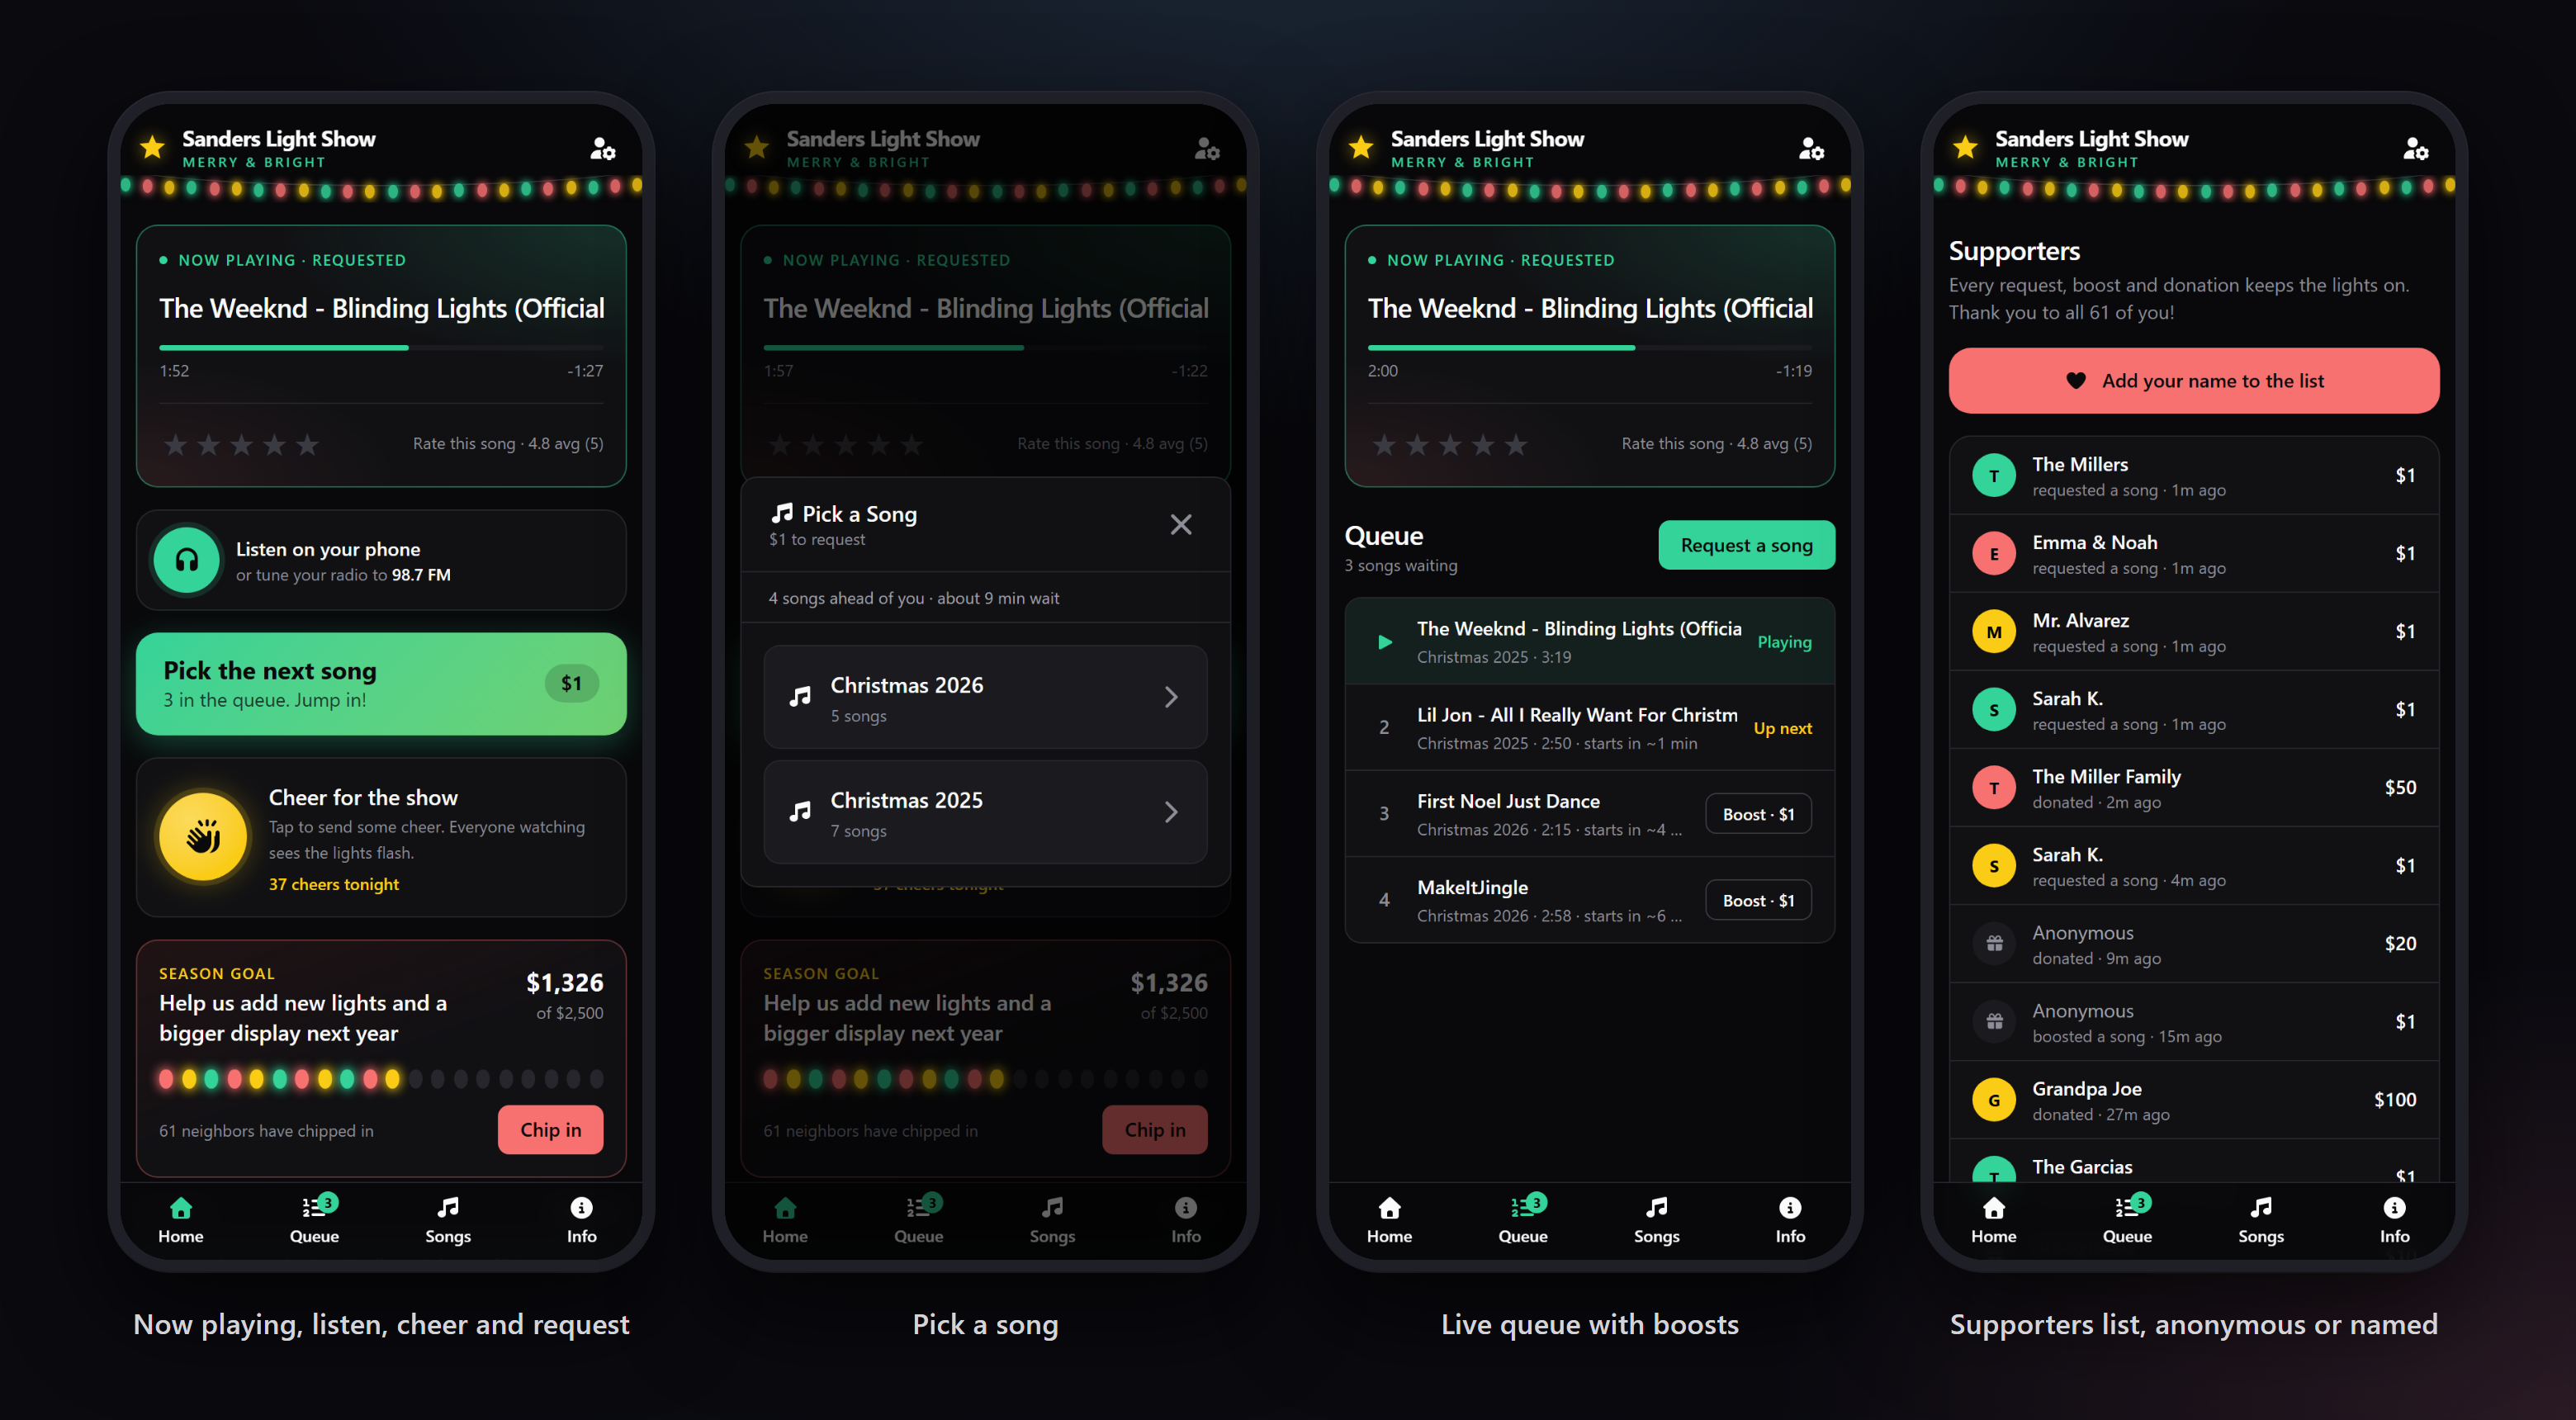 Sanders Light Show
MERRY & BRIGHT
NOW PLAYING · REQUESTED
The Weeknd - Blinding Lights (Official
1:52
-1:27
Rate this song · 4.8 avg (5)
Listen on your phone
or tune your radio to 98.7 FM
Pick the next song
3 in the queue. Jump in!
$1
Cheer for the show
Tap to send some cheer. Everyone watching
sees the lights flash.
37 cheers tonight
SEASON GOAL
Help us add new lights and a
bigger display next year
$1,326
of $2,500
61 neighbors have chipped in
Chip in
Home
3
Queue
Songs
Info
Now playing, listen, cheer and request
Sanders Light Show
MERRY & BRIGHT
NOW PLAYING · REQUESTED
The Weeknd - Blinding Lights (Official
1:57
-1:22
Rate this song · 4.8 avg (5)
Pick a Song
$1 to request
4 songs ahead of you · about 9 min wait
Christmas 2026
5 songs
Christmas 2025
7 songs
37 cheers tonight
SEASON GOAL
Help us add new lights and a
bigger display next year
$1,326
of $2,500
61 neighbors have chipped in
Chip in
Home
3
Queue
Songs
Info
Pick a song
Sanders Light Show
MERRY & BRIGHT
NOW PLAYING · REQUESTED
The Weeknd - Blinding Lights (Official
2:00
-1:19
Rate this song · 4.8 avg (5)
Queue
3 songs waiting
Request a song
The Weeknd - Blinding Lights (Officia
Christmas 2025 · 3:19
Playing
2
Lil Jon - All I Really Want For Christm
Christmas 2025 · 2:50 · starts in ~1 min
Up next
3
First Noel Just Dance
Christmas 2026 · 2:15 · starts in ~4 ...
Boost · $1
4
MakeItJingle
Christmas 2026 · 2:58 · starts in ~6 ...
Boost · $1
Home
3
Queue
Songs
Info
Live queue with boosts
Sanders Light Show
MERRY & BRIGHT
Supporters
Every request, boost and donation keeps the lights on.
Thank you to all 61 of you!
Add your name to the list
T
The Millers
requested a song · 1m ago
$1
E
Emma & Noah
requested a song · 1m ago
$1
M
Mr. Alvarez
requested a song · 1m ago
$1
S
Sarah K.
requested a song · 1m ago
$1
T
The Miller Family
donated · 2m ago
$50
S
Sarah K.
requested a song · 4m ago
$1
Anonymous
donated · 9m ago
$20
Anonymous
boosted a song · 15m ago
$1
G
Grandpa Joe
donated · 27m ago
$100
T
The Garcias
$1
Home
3
Queue
Songs
Info
Supporters list, anonymous or named